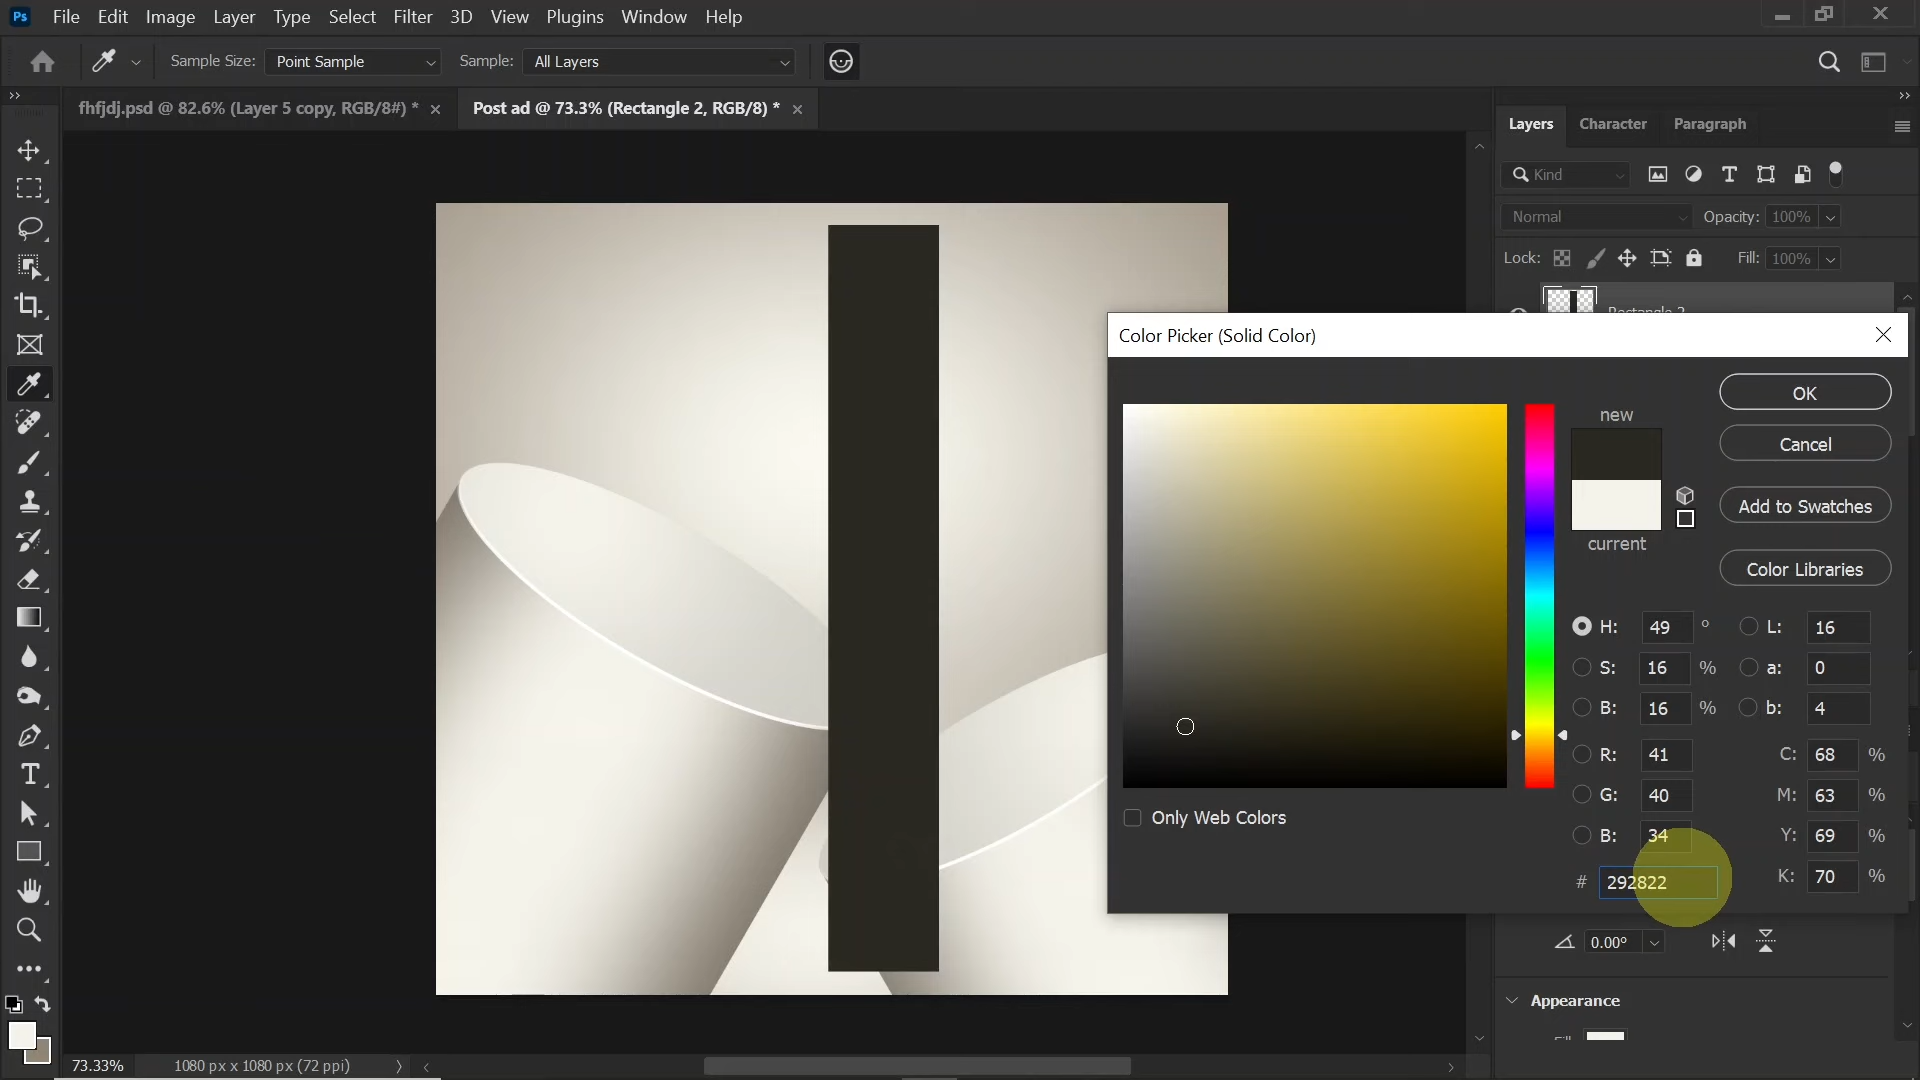 Ps File Edit Image Layer Type Select Filter 3D View Plugins Window Help
Sample Size: Point Sample Sample: All Layers
fhfjdj.psd @ 82.6% (Layer 5 copy, RGB/8#) * Post ad @ 73.3% (Rectangle 2, RGB/8) *
Layers Character Paragraph
Kind
Normal Opacity: 100%
Lock: Fill: 100%
Rectangle 2
Color Picker (Solid Color)
new
current
OK
Cancel
Add to Swatches
Color Libraries
H: 49 ° L: 16
S: 16 % a: 0
B: 16 % b: 4
R: 41 C: 68 %
G: 40 M: 63 %
B: 34 Y: 69 %
# 292822 K: 70 %
Only Web Colors
0.00°
Appearance
Fill
73.33% 1080 px x 1080 px (72 ppi)